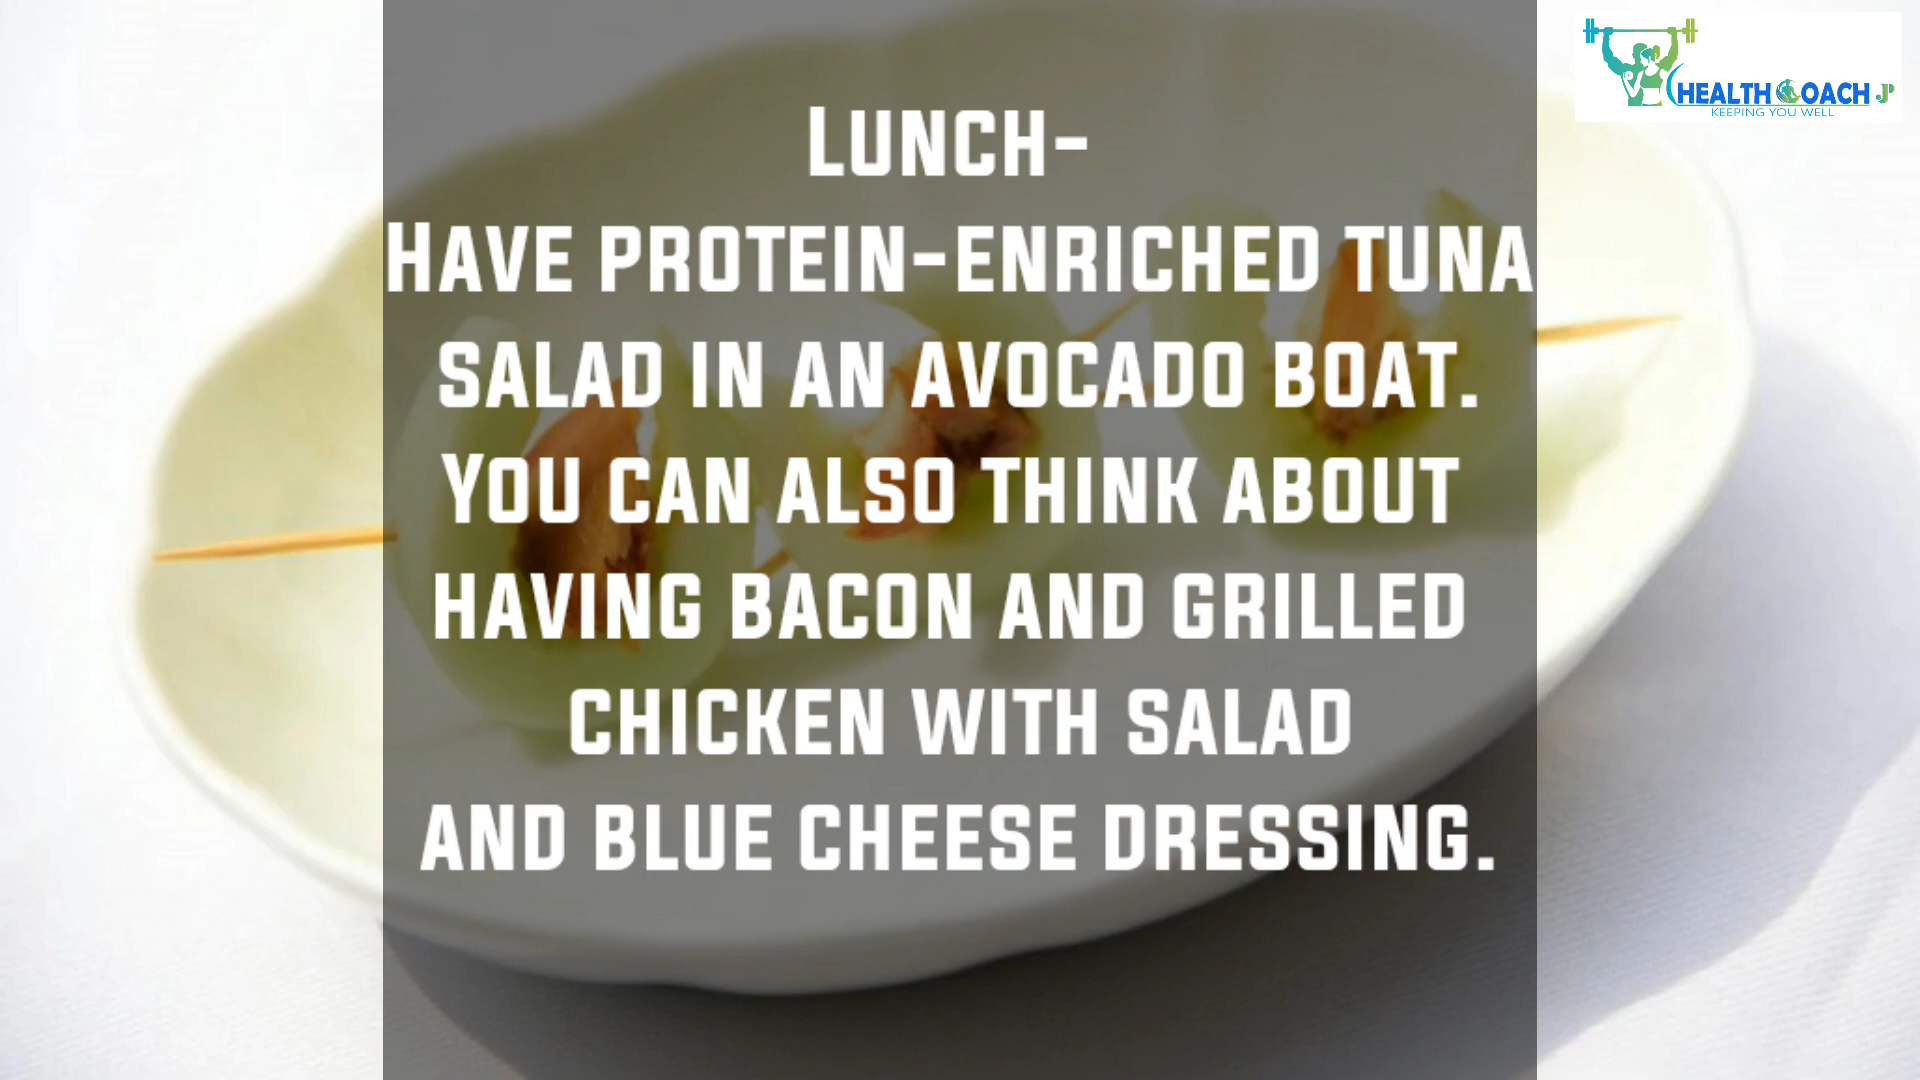 Lunch-
Have protein-enriched tuna
salad in an avocado boat.
You can also think about
having bacon and grilled
chicken with salad
and blue cheese dressing.
HEALTH COACH JP
KEEPING YOU WELL